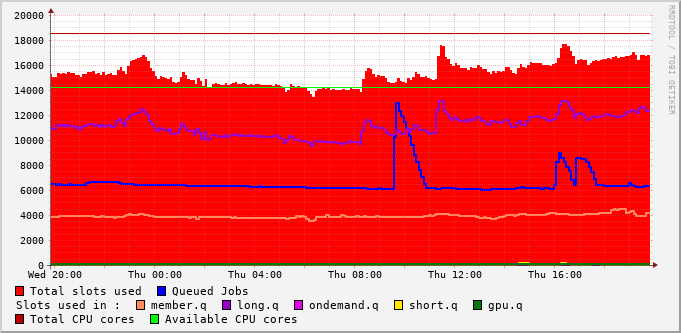 20000
18000
16000
14000
12000
10000
8000
6000
4000
2000
0
Wed 20:00 Thu 00:00 Thu 04:00 Thu 08:00 Thu 12:00 Thu 16:00
RRDTOOL / TOBI OETIKER
Total slots used Queued Jobs
Slots used in : member.q long.q ondemand.q short.q gpu.q
Total CPU cores Available CPU cores